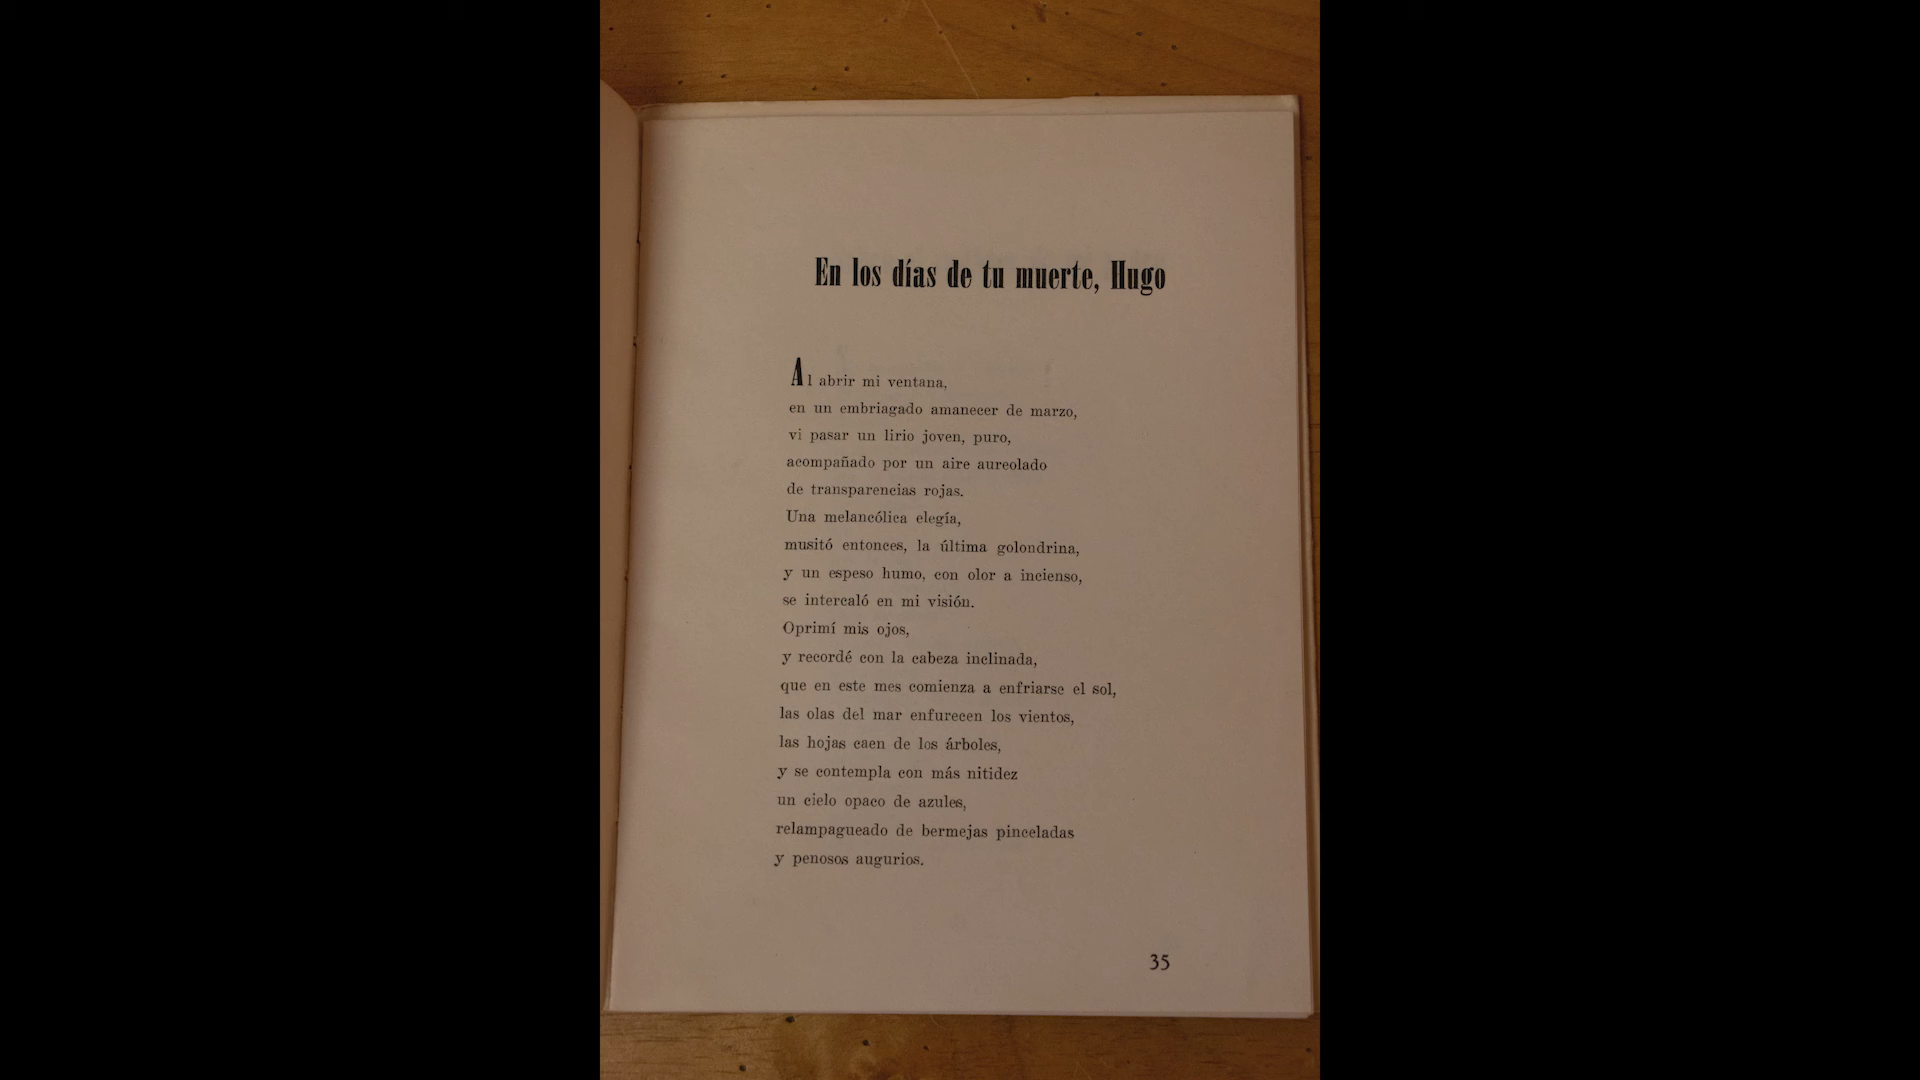 En los días de tu muerte, Hugo
Al abrir mi ventana,
en un embriagado amanecer de marzo,
vi pasar un lirio joven, puro,
acompañado por un aire aureolado
de transparencias rojas.
Una melancólica elegía,
musitó entonces, la última golondrina,
y un espeso humo, con olor a incienso,
se intercaló en mi visión.
Oprimí mis ojos,
y recordé con la cabeza inclinada,
que en este mes comienza a enfriarse el sol,
las olas del mar enfurecen los vientos,
las hojas caen de los árboles,
y se contempla con más nitidez
un cielo opaco de azules,
relampagueado de bermejas pinceladas
y penosos augurios.
35